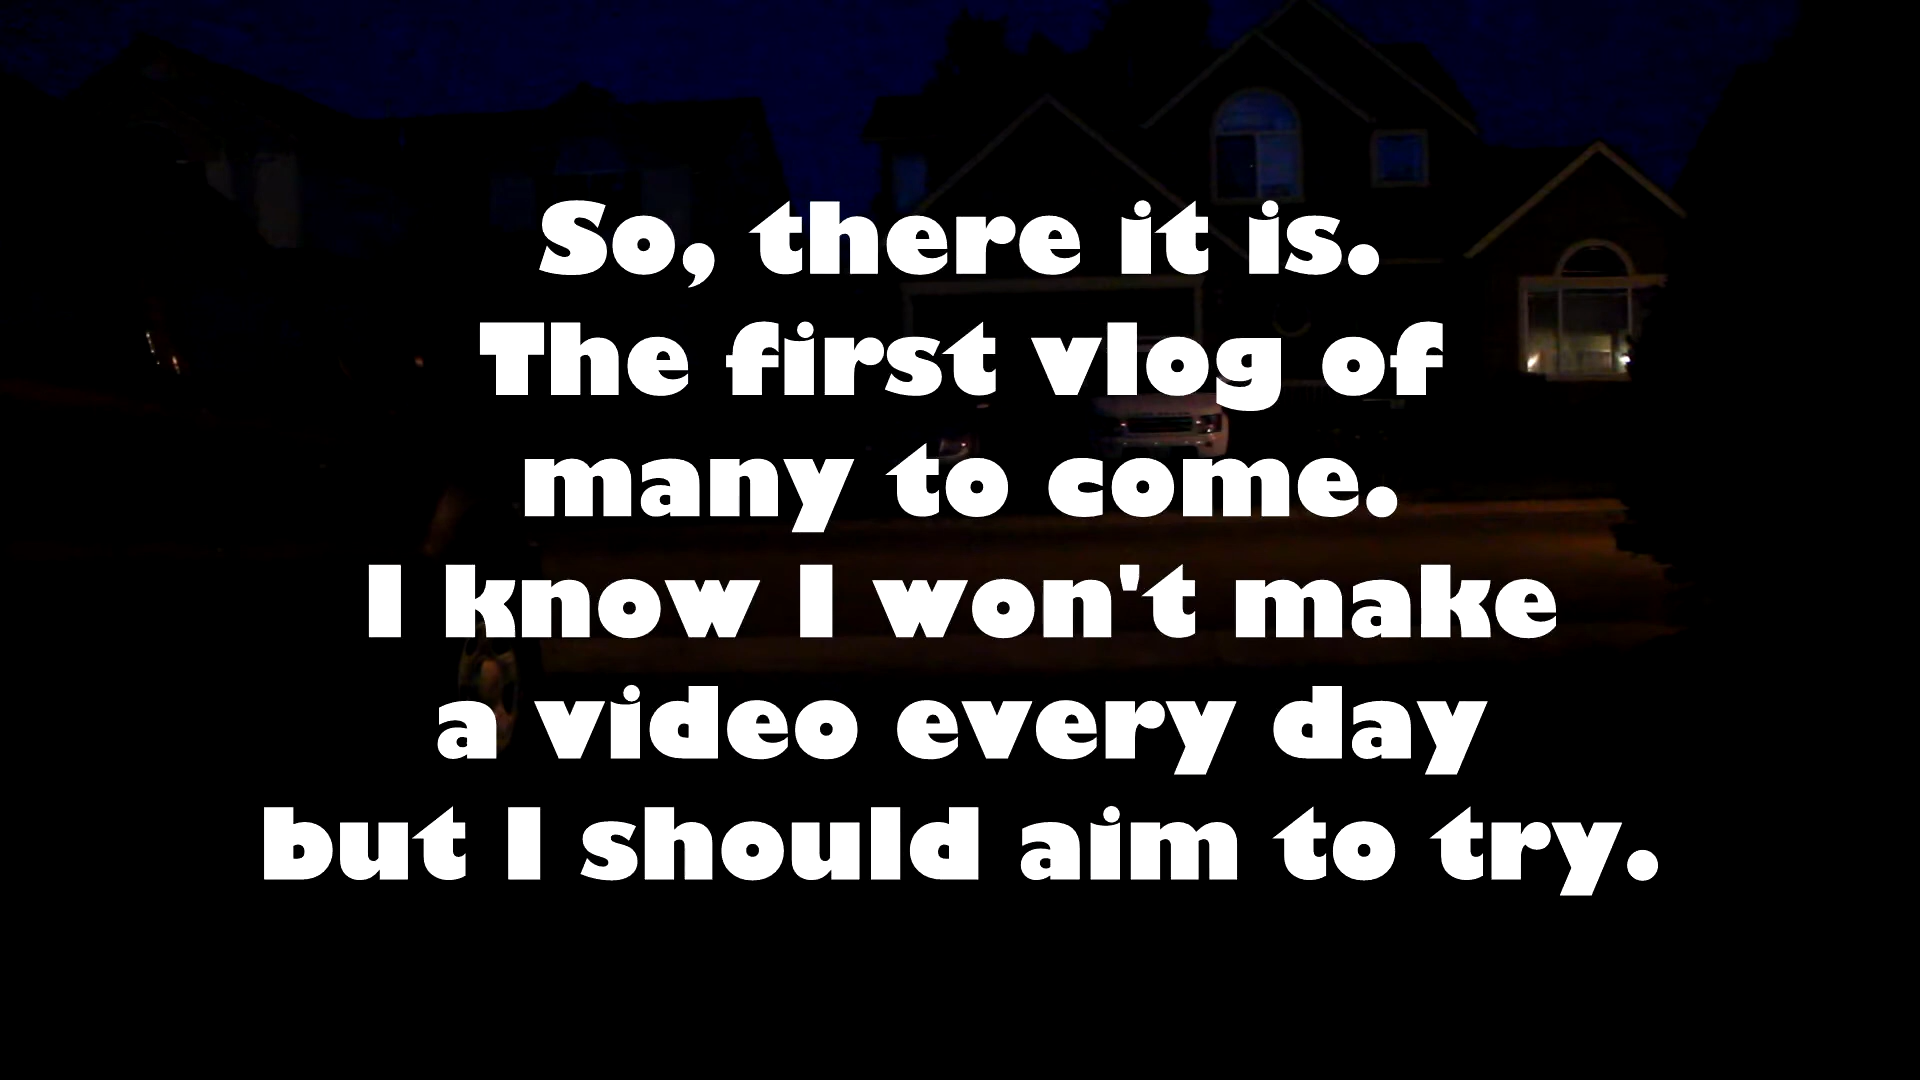 So, there it is.
The first vlog of
many to come.
I know I won't make
a video every day
but I should aim to try.